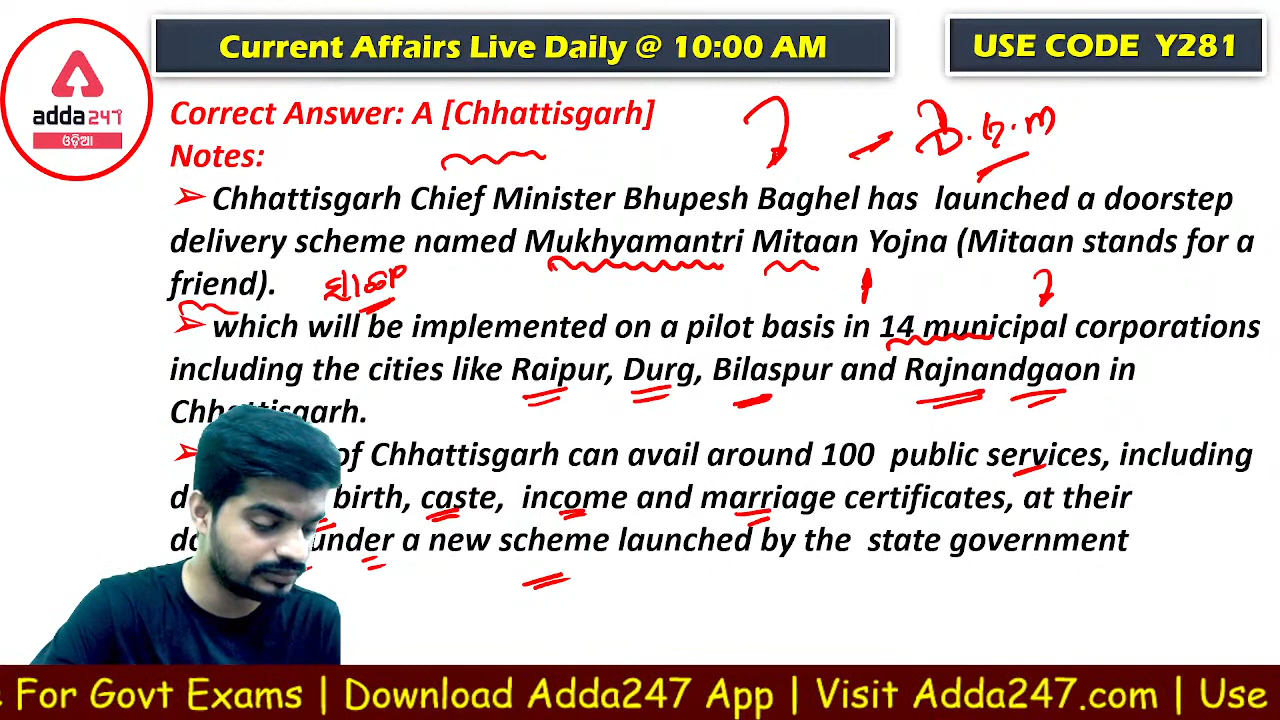 Current Affairs Live Daily @ 10:00 AM
USE CODE Y281
adda247
ଓଡ଼ିଆ
Correct Answer: A [Chhattisgarh]
Notes:
➢ Chhattisgarh Chief Minister Bhupesh Baghel has launched a doorstep
delivery scheme named Mukhyamantri Mitaan Yojna (Mitaan stands for a
friend).
➢ which will be implemented on a pilot basis in 14 municipal corporations
including the cities like Raipur, Durg, Bilaspur and Rajnandgaon in
Chhattisgarh.
➢ of Chhattisgarh can avail around 100 public services, including
birth, caste, income and marriage certificates, at their
under a new scheme launched by the state government
For Govt Exams | Download Adda247 App | Visit Adda247.com | Use